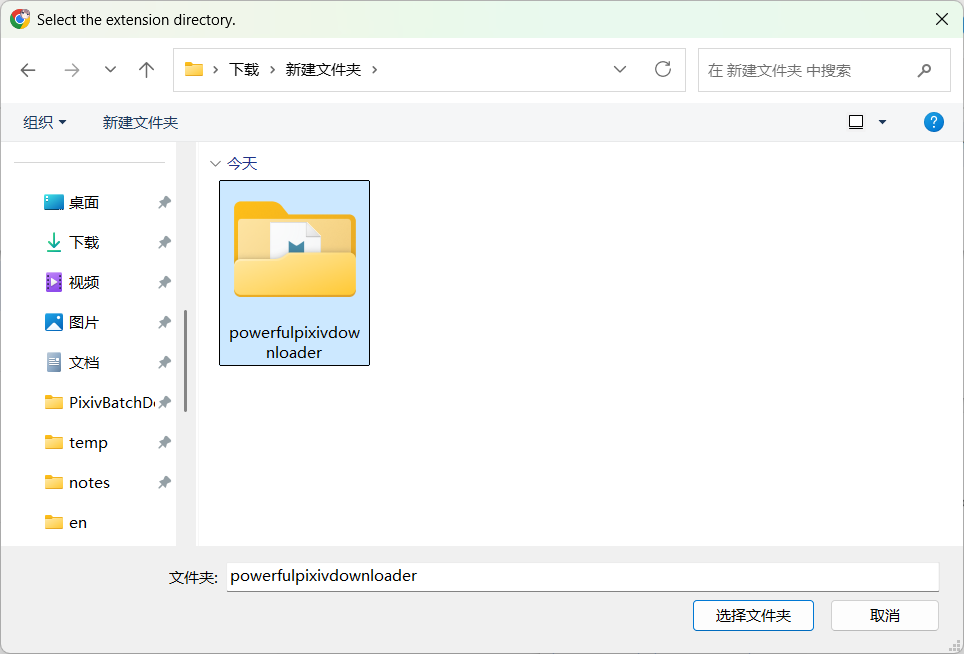 Select the extension directory.
下载
新建文件夹
在 新建文件夹 中搜索
组织
新建文件夹
今天
桌面
下载
视频
图片
文档
PixivBatchD
temp
notes
en
powerfulpixivdow
nloader
文件夹:
powerfulpixivdownloader
选择文件夹
取消